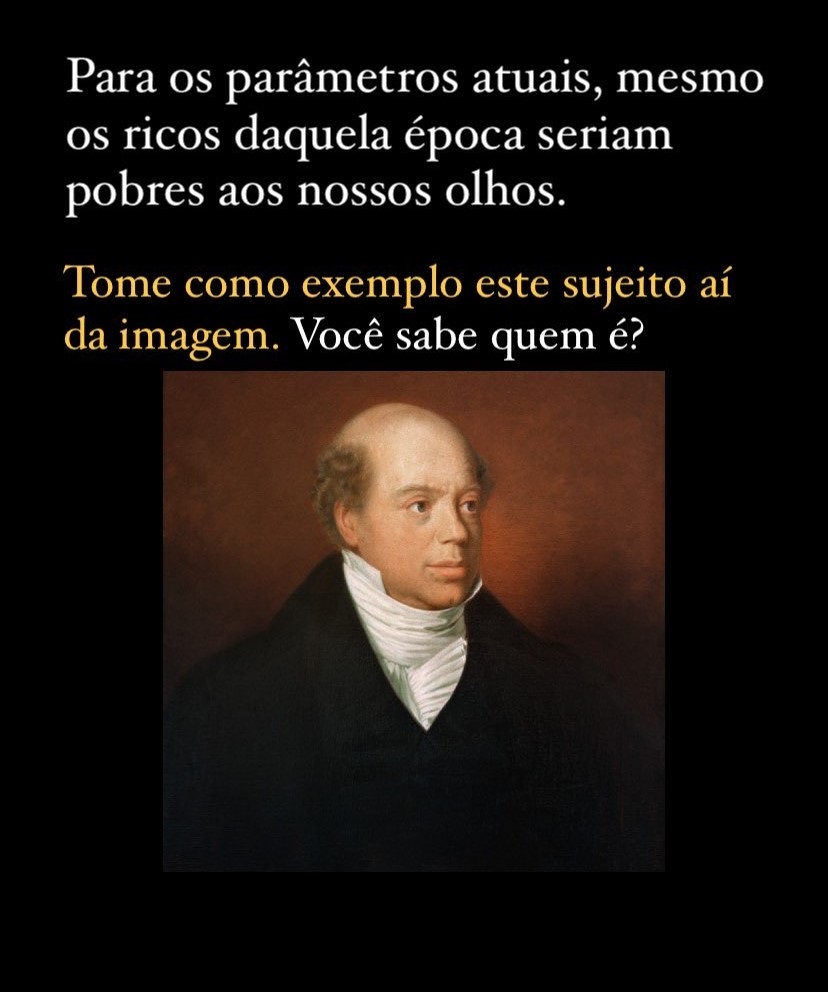 Para os parâmetros atuais, mesmo
os ricos daquela época seriam
pobres aos nossos olhos.
Tome como exemplo este sujeito aí
da imagem. Você sabe quem é?